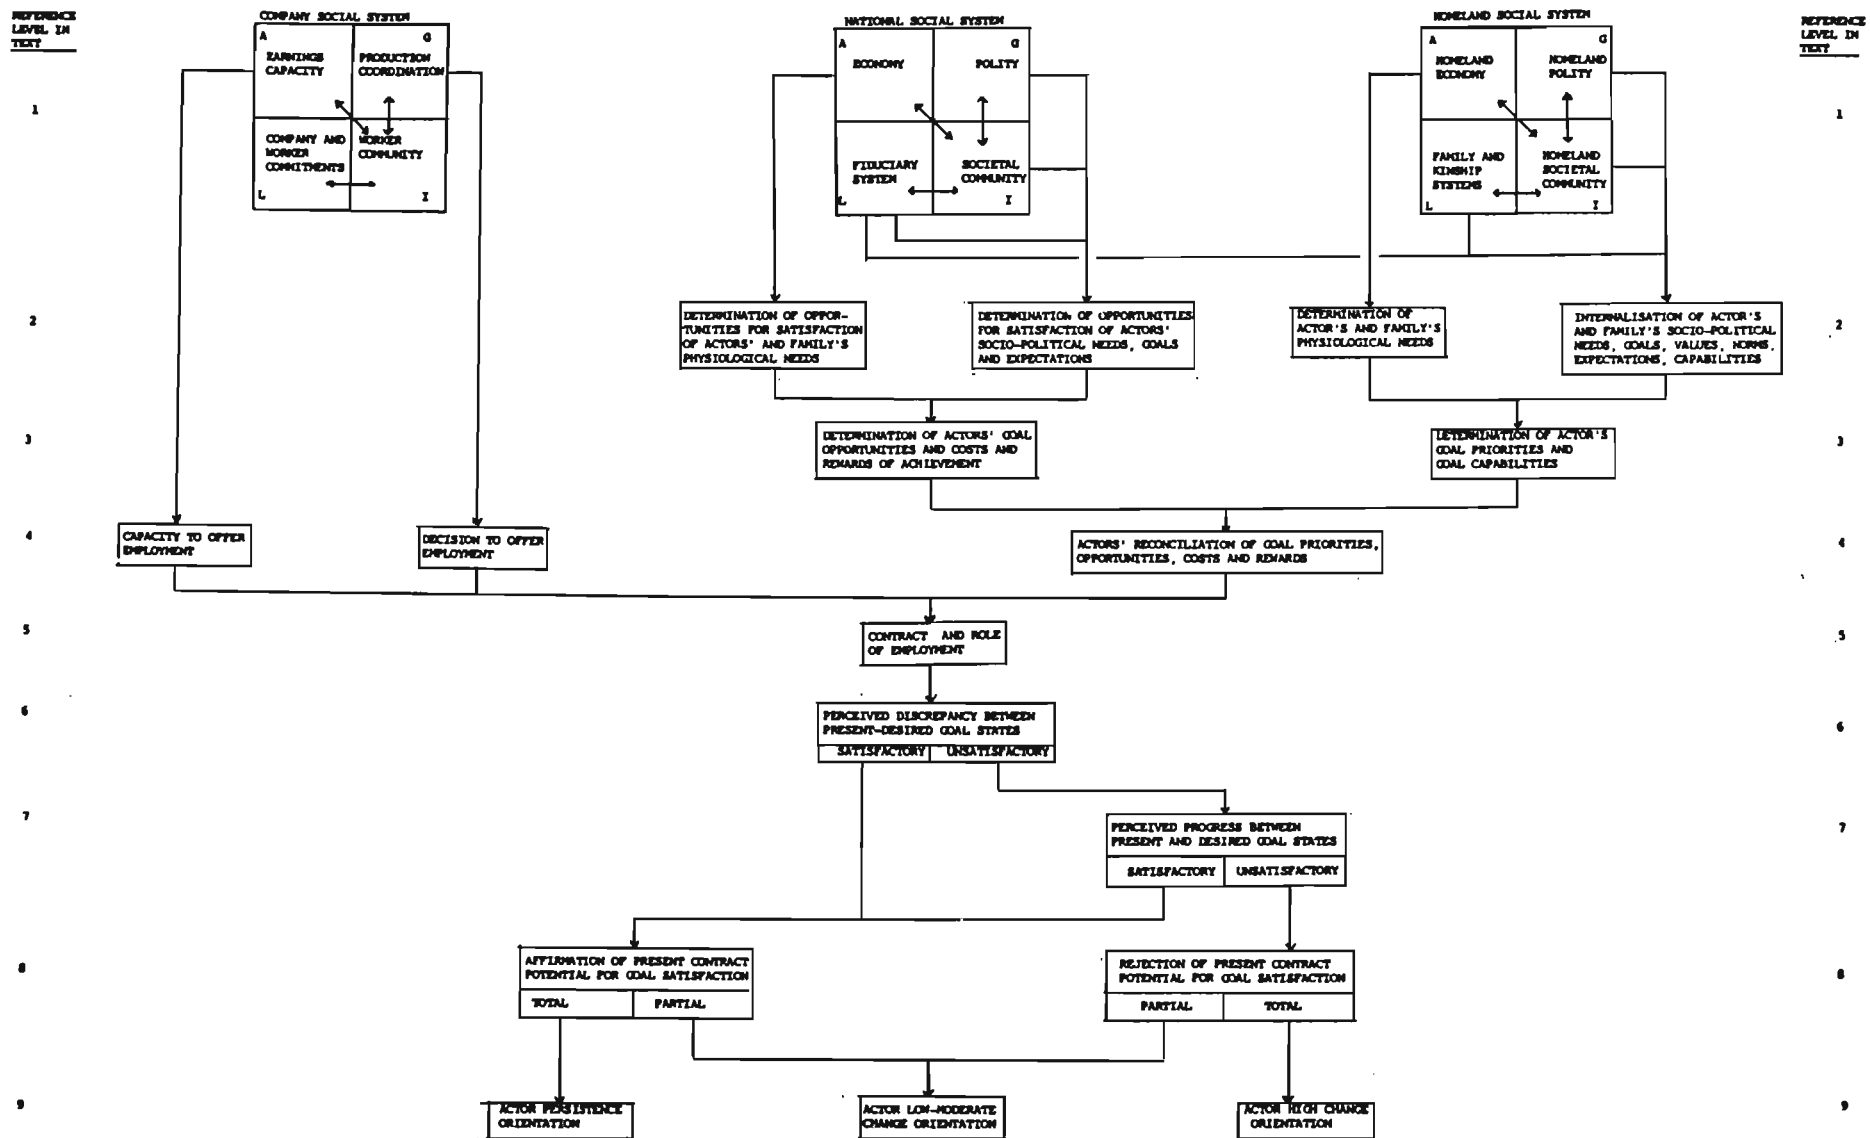 REFERENCE
LEVEL IN
TEXT
COMPANY SOCIAL SYSTEM
NATIONAL SOCIAL SYSTEM
HOMELAND SOCIAL SYSTEM
REFERENCE
LEVEL IN
TEXT
A
EARNINGS
CAPACITY
G
PRODUCTION
COORDINATION
COMPANY AND
WORKER
COMMITMENTS
L
WORKER
COMMUNITY
I
A
ECONOMY
G
POLITY
FIDUCIARY
SYSTEM
L
SOCIETAL
COMMUNITY
I
A
HOMELAND
ECONOMY
G
HOMELAND
POLITY
FAMILY AND
KINSHIP
SYSTEMS
L
HOMELAND
SOCIETAL
COMMUNITY
I
1
1
2
DETERMINATION OF OPPOR-
TUNITIES FOR SATISFACTION
OF ACTORS' AND FAMILY'S
PHYSIOLOGICAL NEEDS
DETERMINATION OF OPPORTUNITIES
FOR SATISFACTION OF ACTORS'
SOCIO-POLITICAL NEEDS, GOALS
AND EXPECTATIONS
DETERMINATION OF
ACTOR'S AND FAMILY'S
PHYSIOLOGICAL NEEDS
INTERNALISATION OF ACTOR'S
AND FAMILY'S SOCIO-POLITICAL
NEEDS, GOALS, VALUES, NORMS,
EXPECTATIONS, CAPABILITIES
2
3
DETERMINATION OF ACTORS' GOAL
OPPORTUNITIES AND COSTS AND
REWARDS OF ACHIEVEMENT
DETERMINATION OF ACTOR'S
GOAL PRIORITIES AND
GOAL CAPABILITIES
3
4
CAPACITY TO OFFER
EMPLOYMENT
DECISION TO OFFER
EMPLOYMENT
ACTORS' RECONCILIATION OF GOAL PRIORITIES,
OPPORTUNITIES, COSTS AND REWARDS
4
5
CONTRACT AND ROLE
OF EMPLOYMENT
5
6
PERCEIVED DISCREPANCY BETWEEN
PRESENT-DESIRED GOAL STATES
SATISFACTORY
UNSATISFACTORY
6
7
PERCEIVED PROGRESS BETWEEN
PRESENT AND DESIRED GOAL STATES
SATISFACTORY
UNSATISFACTORY
7
8
AFFIRMATION OF PRESENT CONTRACT
POTENTIAL FOR GOAL SATISFACTION
TOTAL
PARTIAL
REJECTION OF PRESENT CONTRACT
POTENTIAL FOR GOAL SATISFACTION
PARTIAL
TOTAL
8
9
ACTOR PERSISTENCE
ORIENTATION
ACTOR LOW-MODERATE
CHANGE ORIENTATION
ACTOR HIGH CHANGE
ORIENTATION
9